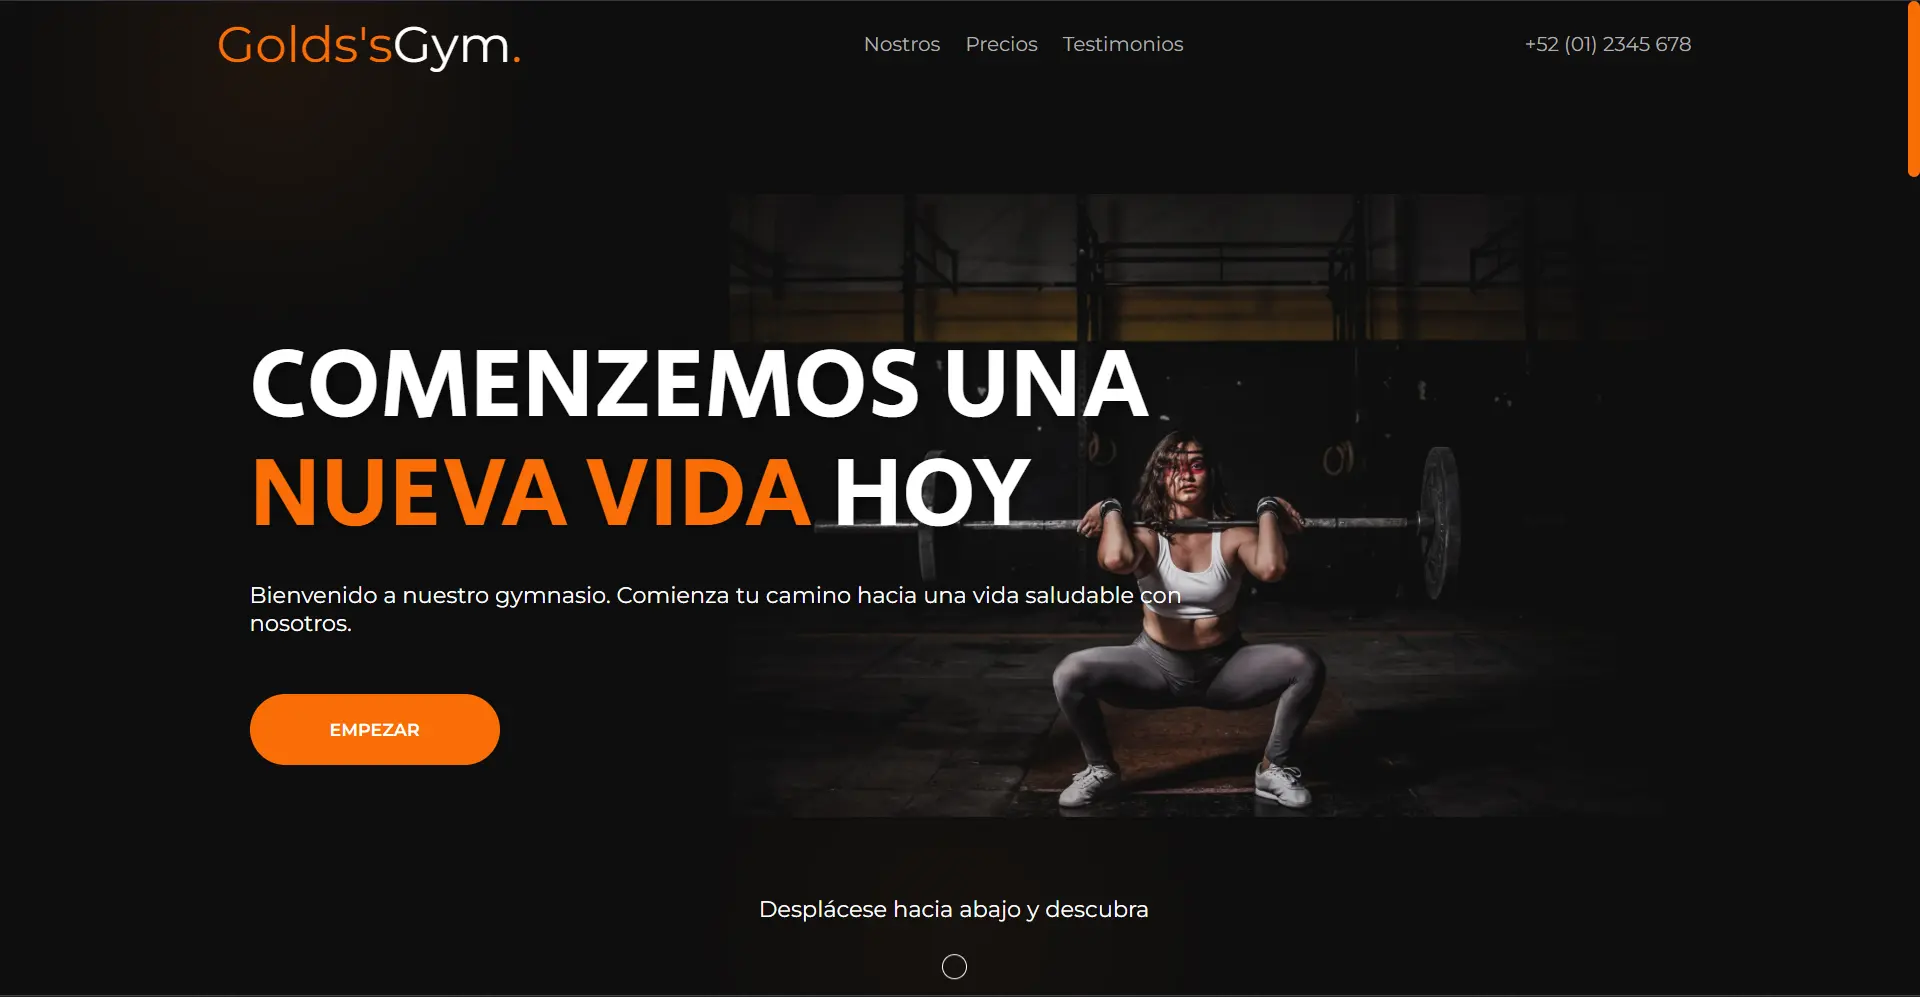 Golds'sGym.
Nostros Precios Testimonios
+52 (01) 2345 678
COMENZEMOS UNA
NUEVA VIDA HOY
Bienvenido a nuestro gymnasio. Comienza tu camino hacia una vida saludable con
nosotros.
EMPEZAR
Desplácese hacia abajo y descubra